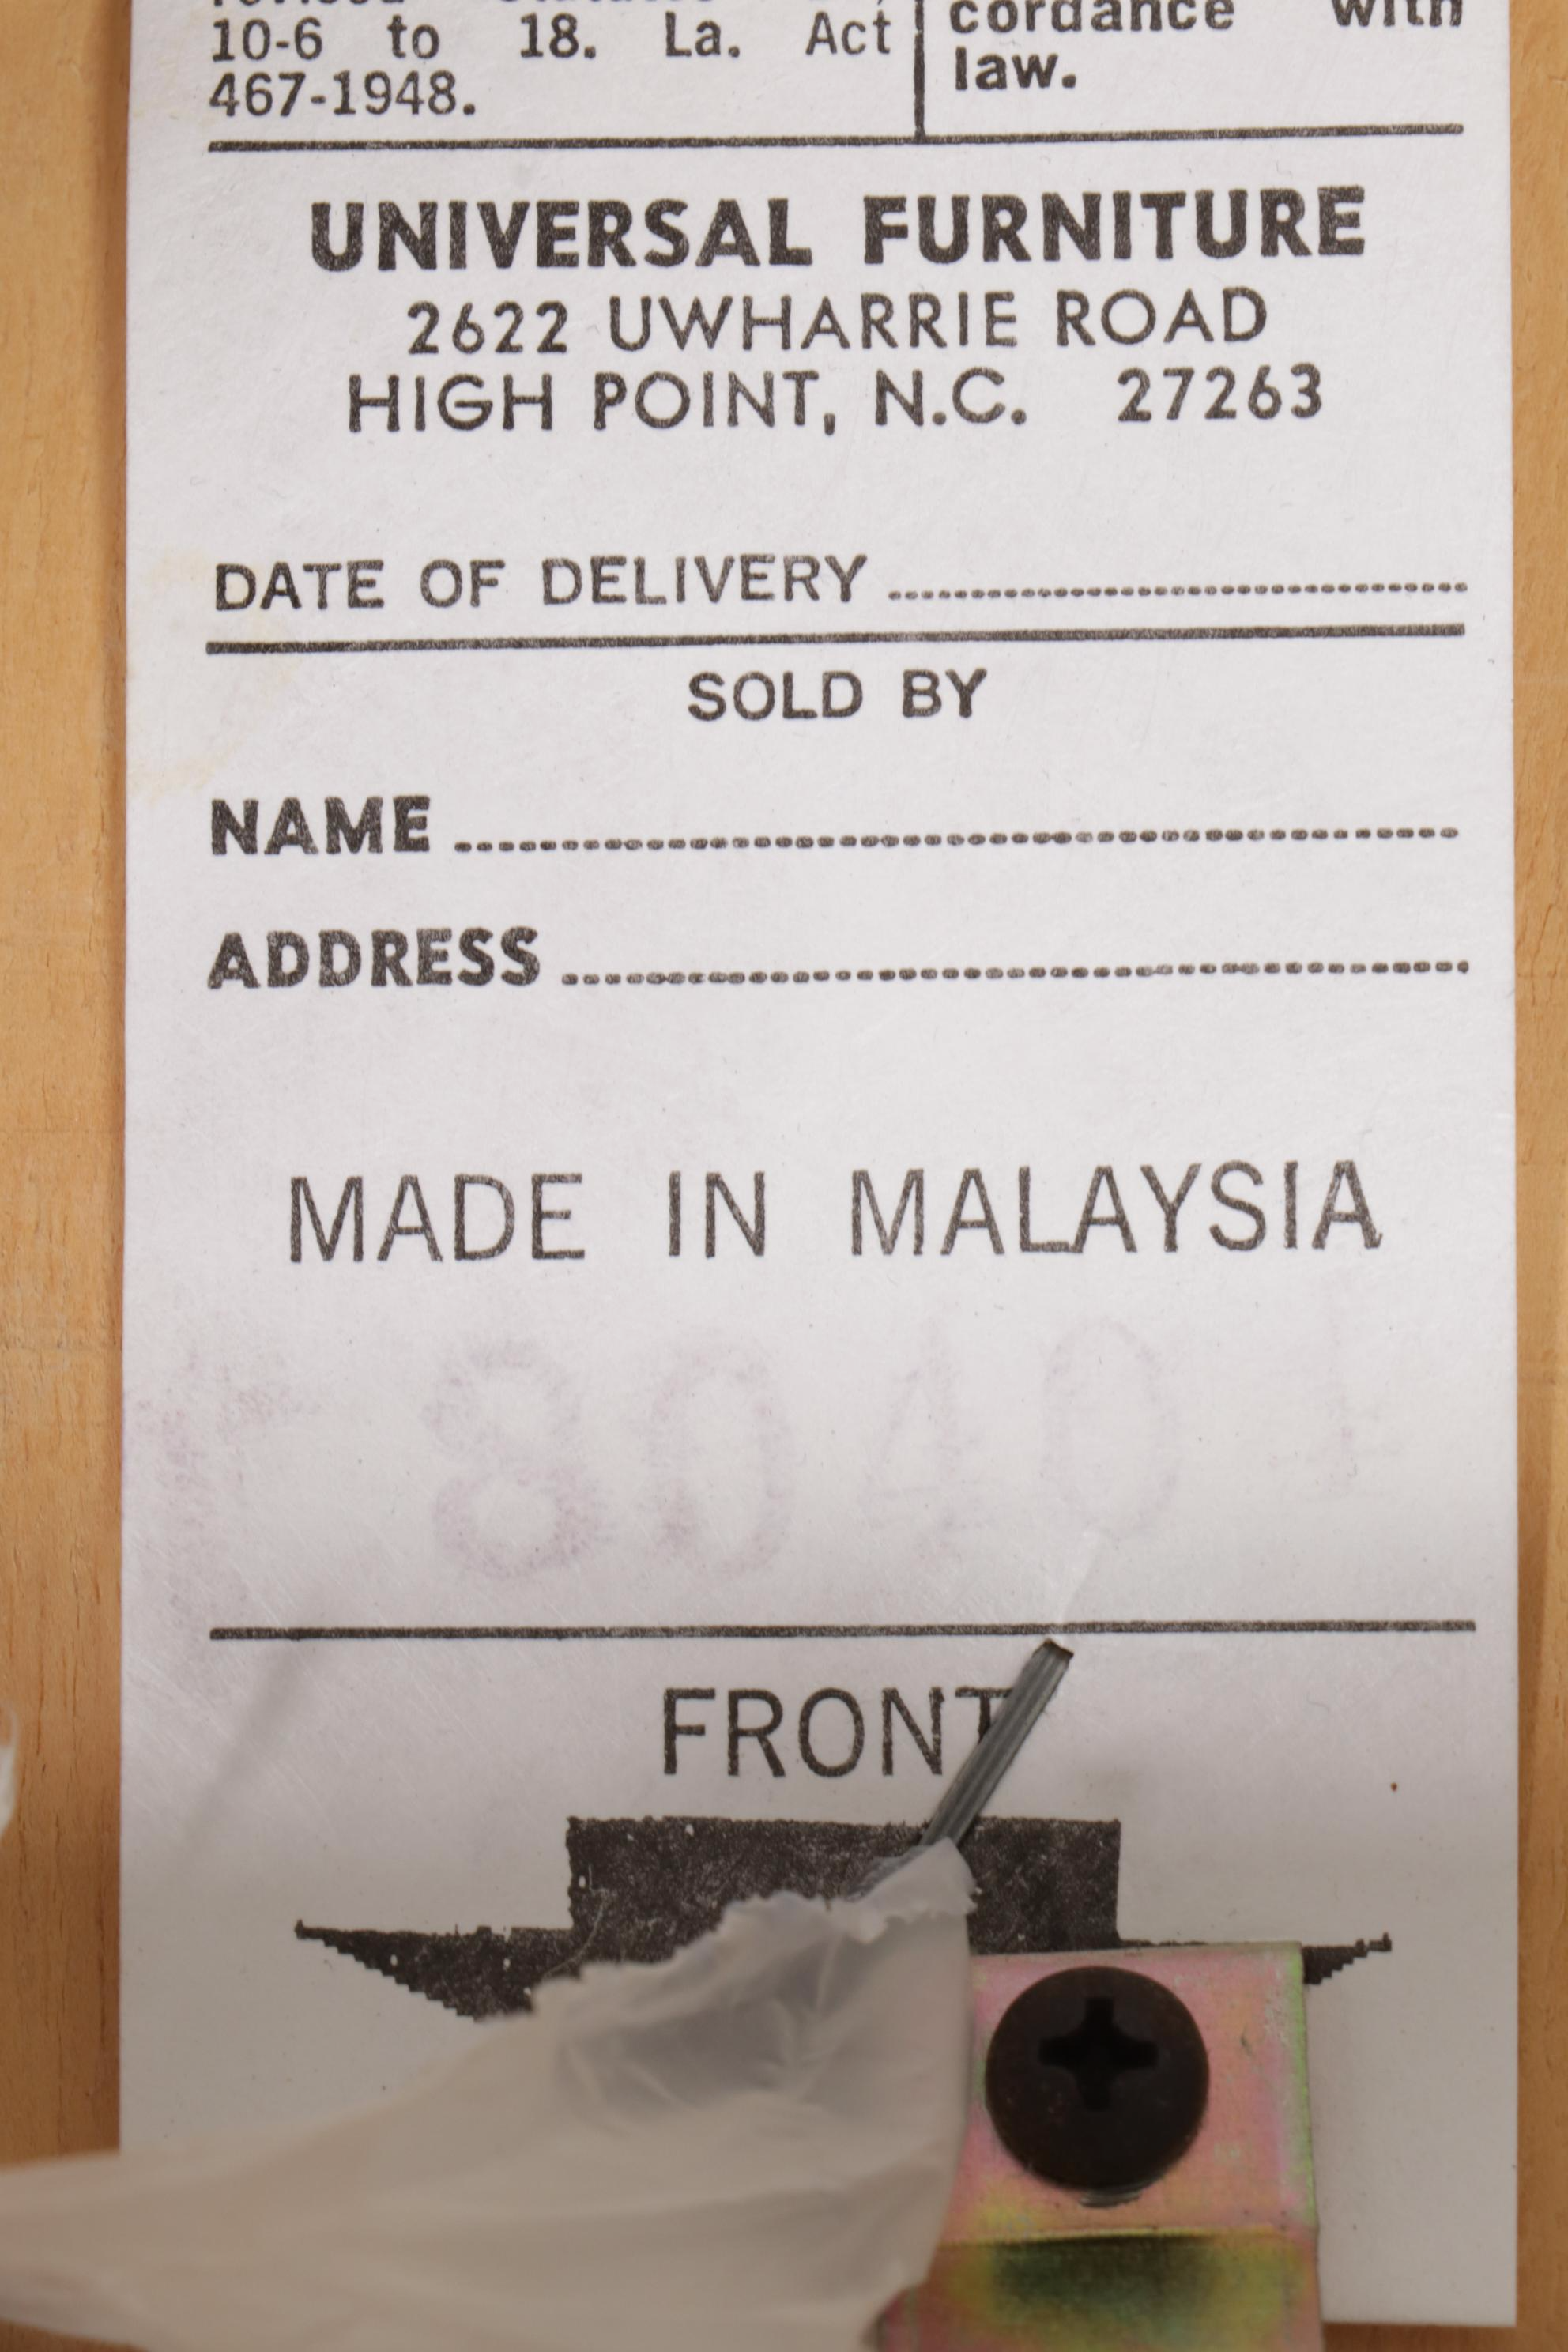 10-6 to 18. La. Act
467-1948.
cordance with
law.
UNIVERSAL FURNITURE
2622 UWHARRIE ROAD
HIGH POINT, N.C. 27263
DATE OF DELIVERY
SOLD BY
NAME
ADDRESS
MADE IN MALAYSIA
FRONT